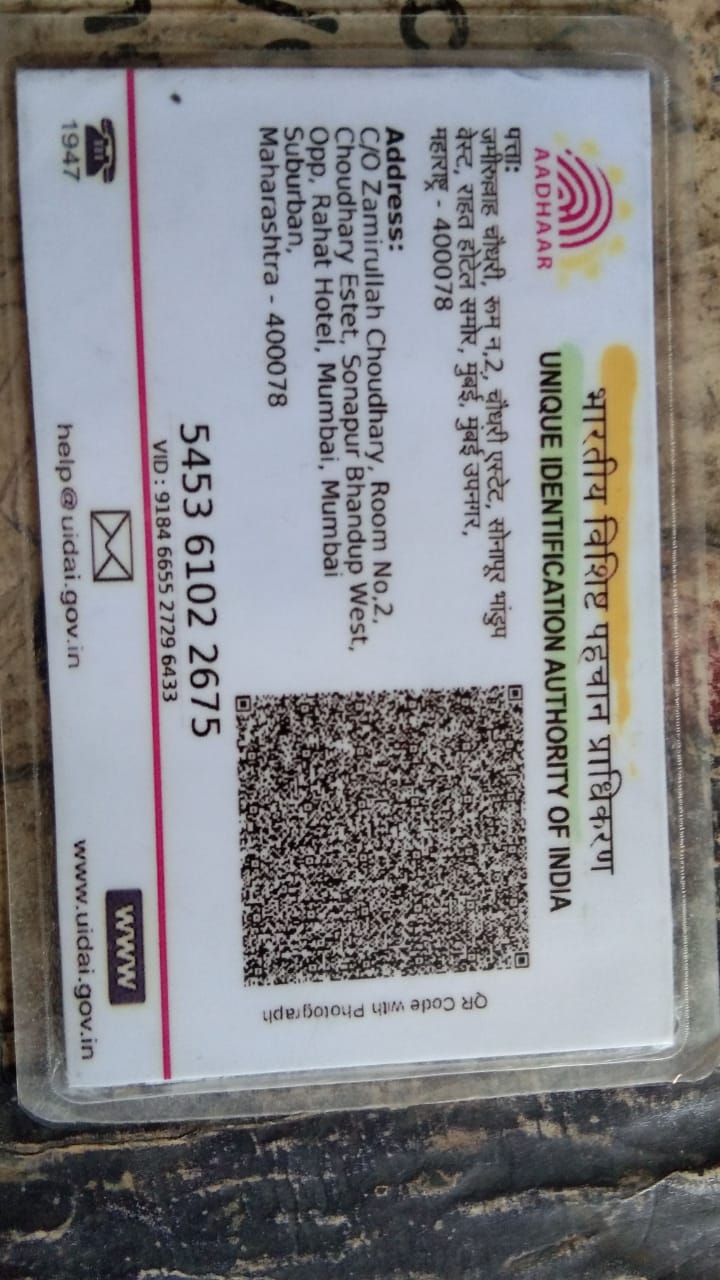 भारतीय विशिष्ट पहचान प्राधिकरण
UNIQUE IDENTIFICATION AUTHORITY OF INDIA
AADHAAR
पत्ता:
जमीरुल्लाह चौधरी, रूम न,2, चौधरी एस्टेट, सोनापूर भांडुप
वेस्ट, राहत होटेल समोर, मुंबई, मुंबई उपनगर,
महाराष्ट्र - 400078
Address:
C/O Zamirullah Choudhary, Room No,2,
Choudhary Estet, Sonapur Bhandup West,
Opp, Rahat Hotel, Mumbai, Mumbai
Suburban,
Maharashtra - 400078
QR Code with Photograph
5453 6102 2675
VID : 9184 6655 2729 6433
1947
help@uidai.gov.in
www
www.uidai.gov.in